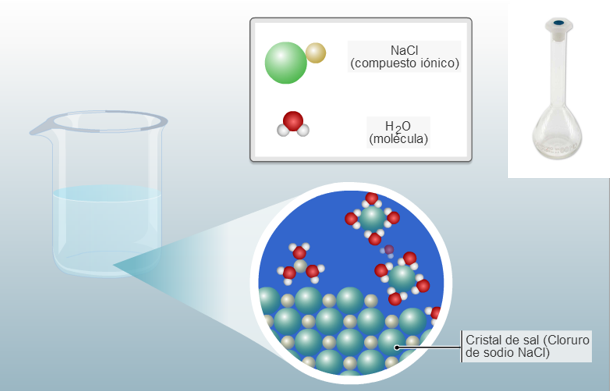 NaCl
(compuesto iónico)
H2O
(molécula)
Cristal de sal (Cloruro
de sodio NaCl)